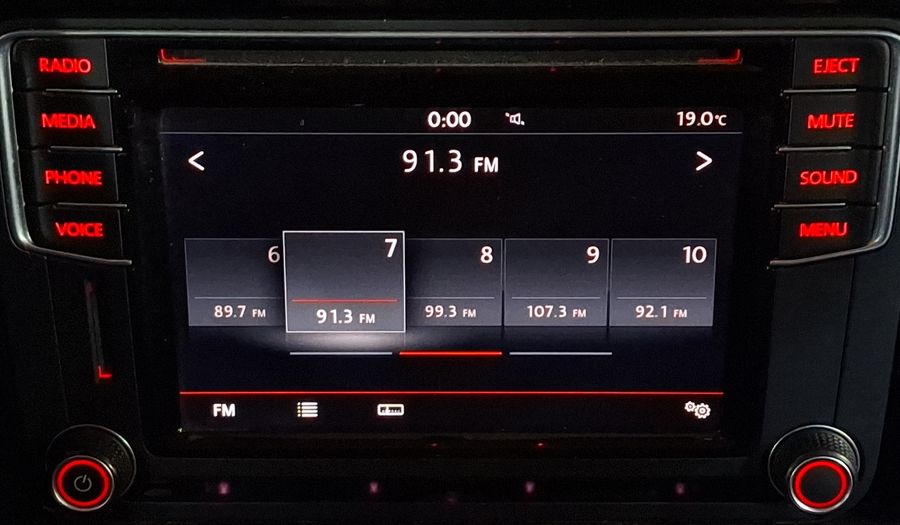 RADIO
MEDIA
PHONE
VOICE
EJECT
MUTE
SOUND
MENU
0:00 19.0°C
< 91.3 FM >
6 7 8 9 10
89.7 FM 91.3 FM 99.3 FM 107.3 FM 92.1 FM
FM